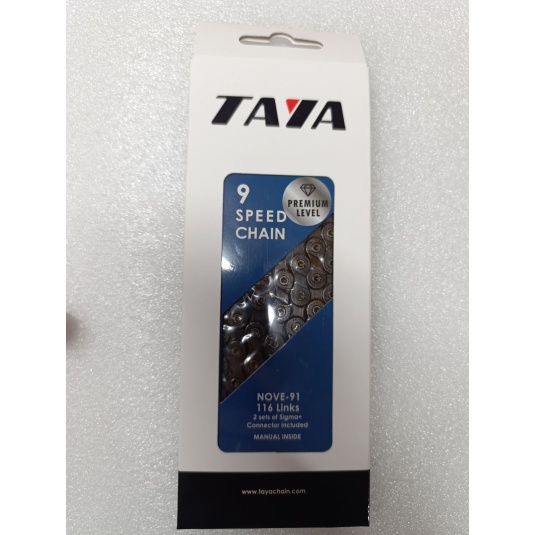 TAYA
9
SPEED
CHAIN
PREMIUM
LEVEL
NOVE-91
116 Links
2 sets of Sigma+
Connector included
MANUAL INSIDE
www.tayachain.com